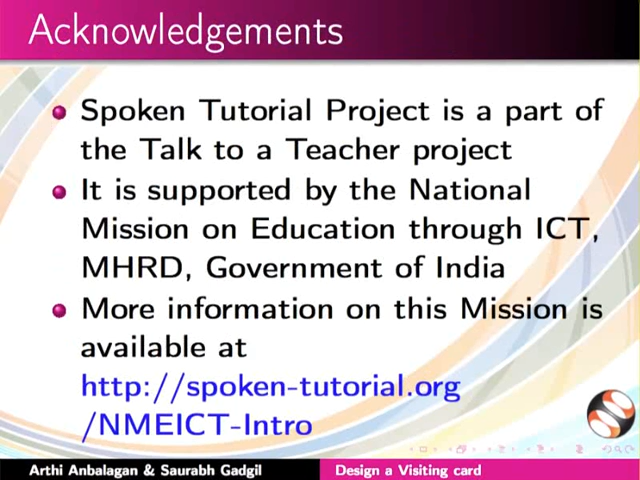 Acknowledgements
Spoken Tutorial Project is a part of
the Talk to a Teacher project
It is supported by the National
Mission on Education through ICT,
MHRD, Government of India
More information on this Mission is
available at
http://spoken-tutorial.org
/NMEICT-Intro
Arthi Anbalagan & Saurabh Gadgil
Design a Visiting card